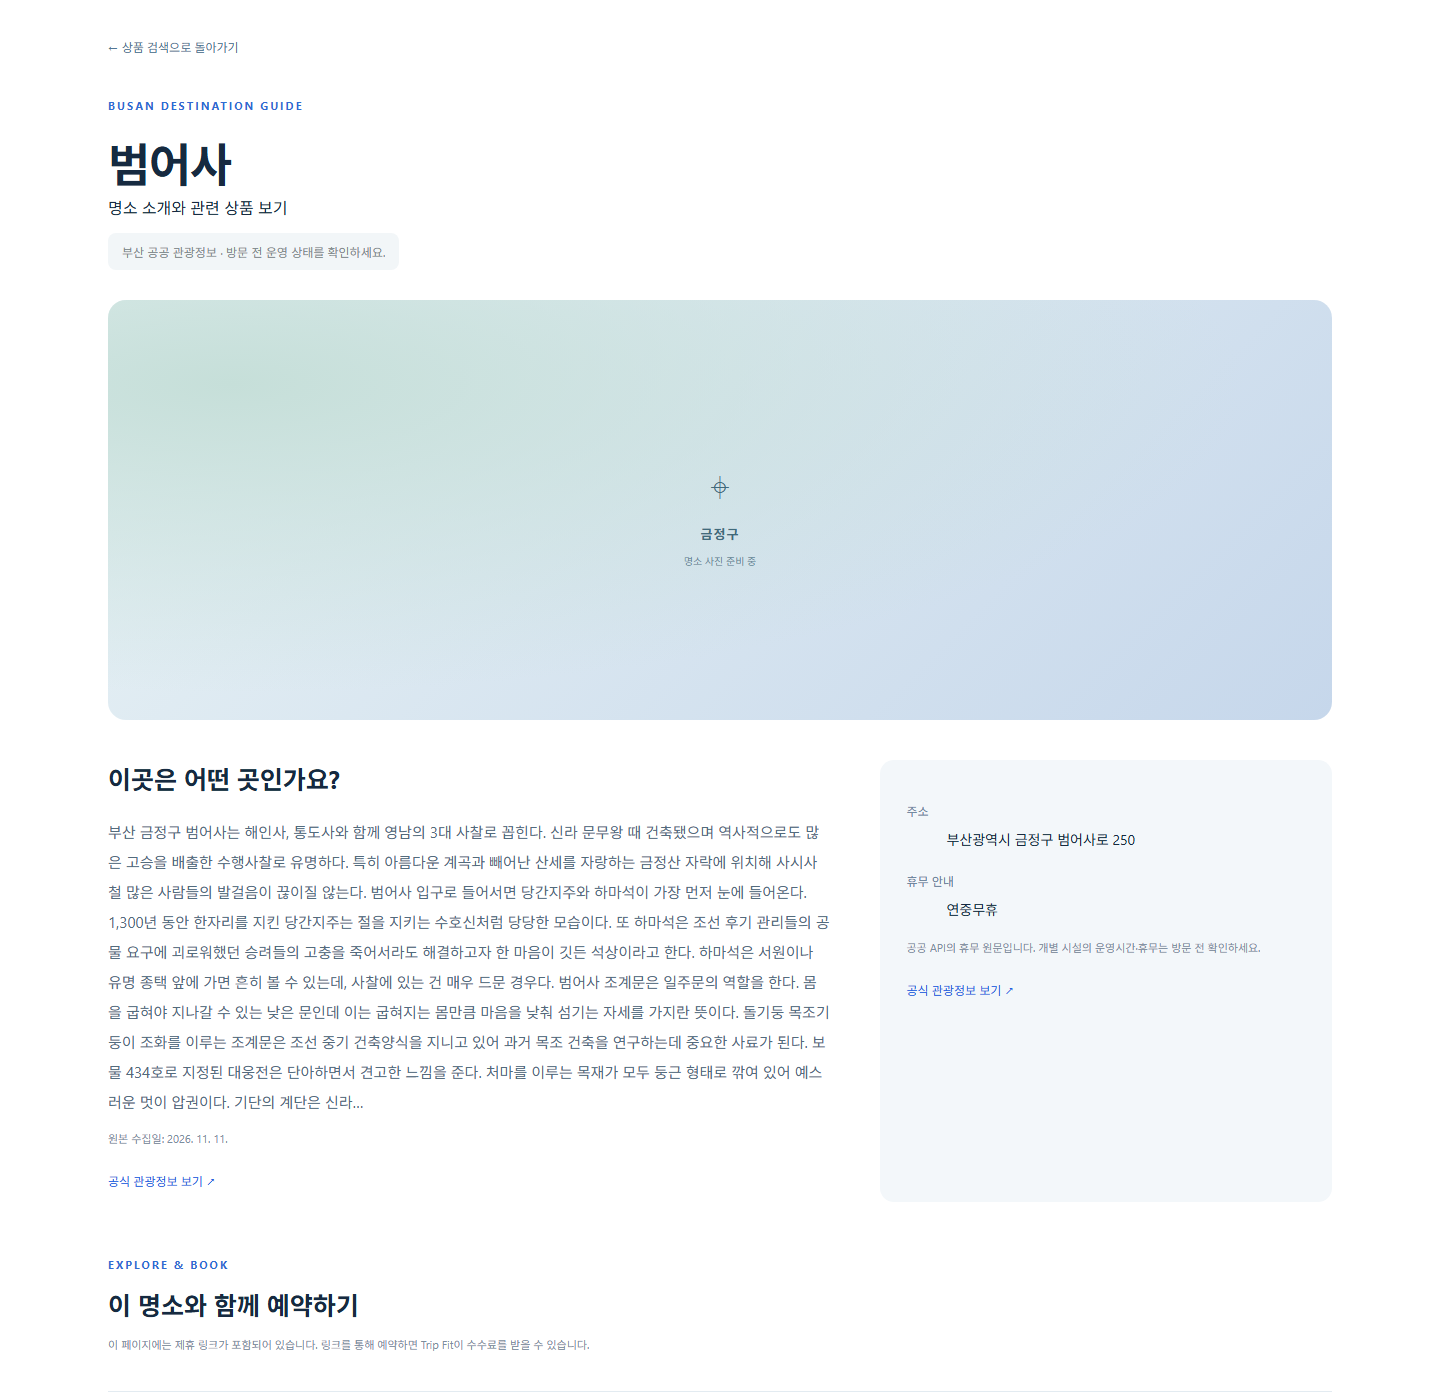 ← 상품 검색으로 돌아가기
BUSAN DESTINATION GUIDE
범어사
명소 소개와 관련 상품 보기
부산 공공 관광정보 · 방문 전 운영 상태를 확인하세요.
금정구
명소 사진 준비 중
이곳은 어떤 곳인가요?
부산 금정구 범어사는 해인사, 통도사와 함께 영남의 3대 사찰로 꼽힌다. 신라 문무왕 때 건축됐으며 역사적으로도 많
은 고승을 배출한 수행사찰로 유명하다. 특히 아름다운 계곡과 빼어난 산세를 자랑하는 금정산 자락에 위치해 사시사
철 많은 사람들의 발걸음이 끊이질 않는다. 범어사 입구로 들어서면 당간지주와 하마석이 가장 먼저 눈에 들어온다.
1,300년 동안 한자리를 지킨 당간지주는 절을 지키는 수호신처럼 당당한 모습이다. 또 하마석은 조선 후기 관리들의 공
물 요구에 괴로워했던 승려들의 고충을 죽어서라도 해결하고자 한 마음이 깃든 석상이라고 한다. 하마석은 서원이나
유명 종택 앞에 가면 흔히 볼 수 있는데, 사찰에 있는 건 매우 드문 경우다. 범어사 조계문은 일주문의 역할을 한다. 몸
을 굽혀야 지나갈 수 있는 낮은 문인데 이는 굽혀지는 몸만큼 마음을 낮춰 섬기는 자세를 가지란 뜻이다. 돌기둥 목조기
둥이 조화를 이루는 조계문은 조선 중기 건축양식을 지니고 있어 과거 목조 건축을 연구하는데 중요한 사료가 된다. 보
물 434호로 지정된 대웅전은 단아하면서 견고한 느낌을 준다. 처마를 이루는 목재가 모두 둥근 형태로 깎여 있어 예스
러운 멋이 압권이다. 기단의 계단은 신라...
원본 수집일: 2026. 11. 11.
공식 관광정보 보기 ↗
주소
부산광역시 금정구 범어사로 250
휴무 안내
연중무휴
공공 API의 휴무 원문입니다. 개별 시설의 운영시간·휴무는 방문 전 확인하세요.
공식 관광정보 보기 ↗
EXPLORE & BOOK
이 명소와 함께 예약하기
이 페이지에는 제휴 링크가 포함되어 있습니다. 링크를 통해 예약하면 Trip Fit이 수수료를 받을 수 있습니다.